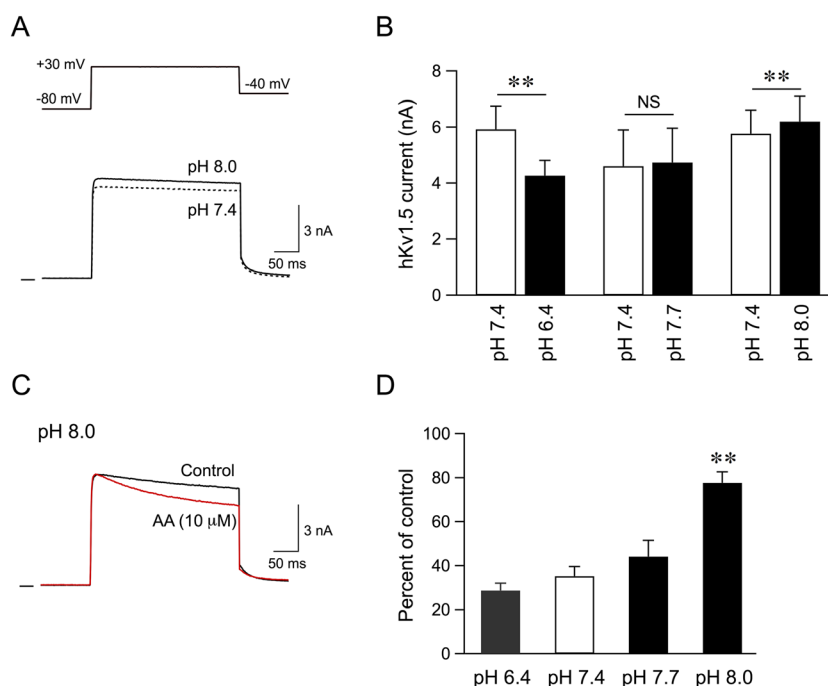 A
+30 mV
-40 mV
-80 mV
pH 8.0
pH 7.4
3 nA
50 ms
B
hKv1.5 current (nA)
8
6
4
2
0
**
NS
**
pH 7.4
pH 6.4
pH 7.4
pH 7.7
pH 7.4
pH 8.0
C
pH 8.0
Control
AA (10 μM)
3 nA
50 ms
D
Percent of control
100
80
60
40
20
0
**
pH 6.4
pH 7.4
pH 7.7
pH 8.0